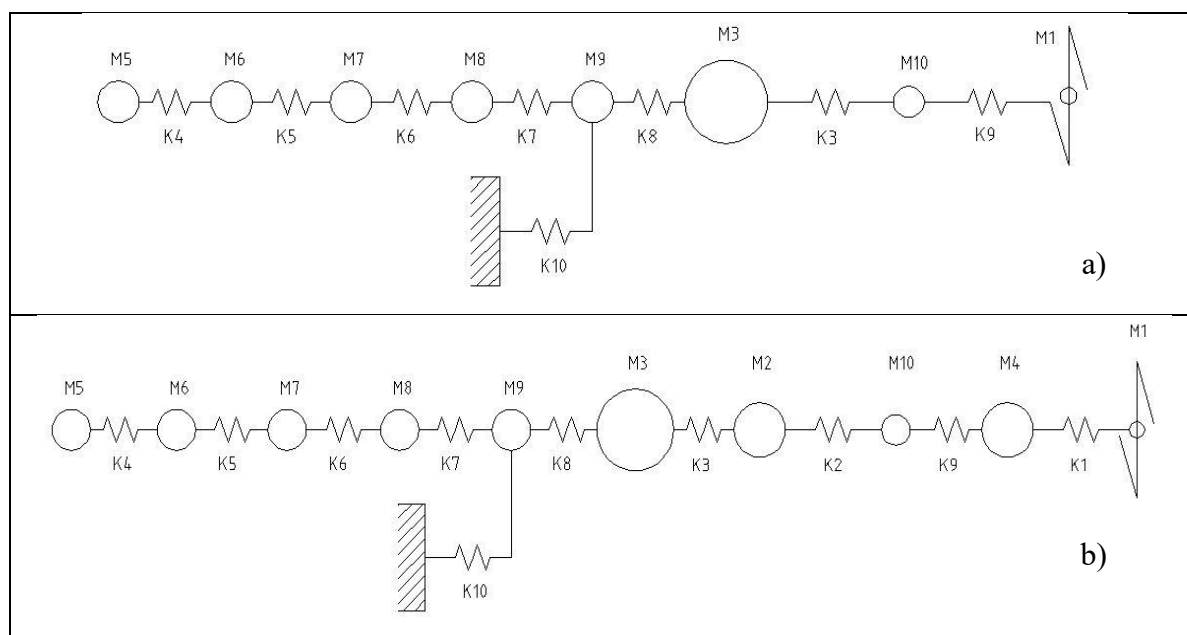 M5 M6 M7 M8 M9 M3 M10 M1
K4 K5 K6 K7 K8 K3 K9
K10
a)
M5 M6 M7 M8 M9 M3 M2 M10 M4 M1
K4 K5 K6 K7 K8 K3 K2 K9 K1
K10
b)